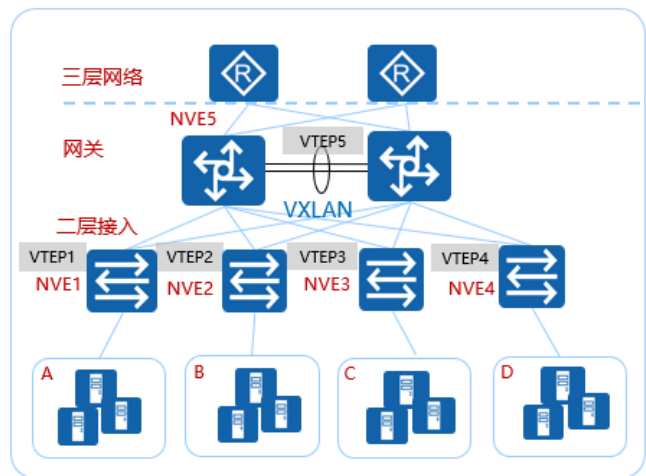 三层网络
R
R
NVE5
网关
VTEP5
VXLAN
二层接入
VTEP1
VTEP2
VTEP3
VTEP4
NVE1
NVE2
NVE3
NVE4
A
B
C
D